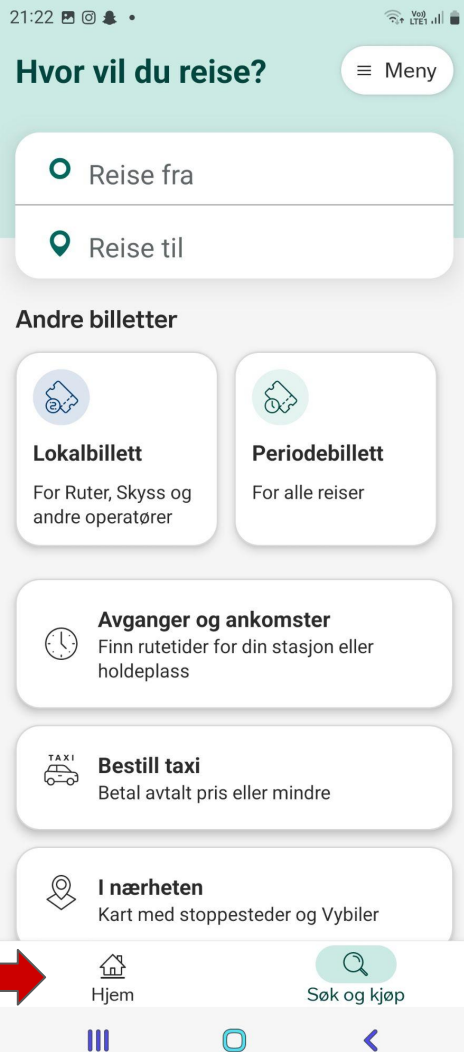 21:22
Vo)) LTE1
Hvor vil du reise?
Meny
Reise fra
Reise til
Andre billetter
Lokalbillett
For Ruter, Skyss og
andre operatører
Periodebillett
For alle reiser
Avganger og ankomster
Finn rutetider for din stasjon eller
holdeplass
TAXI
Bestill taxi
Betal avtalt pris eller mindre
I nærheten
Kart med stoppesteder og Vybiler
Hjem
Søk og kjøp